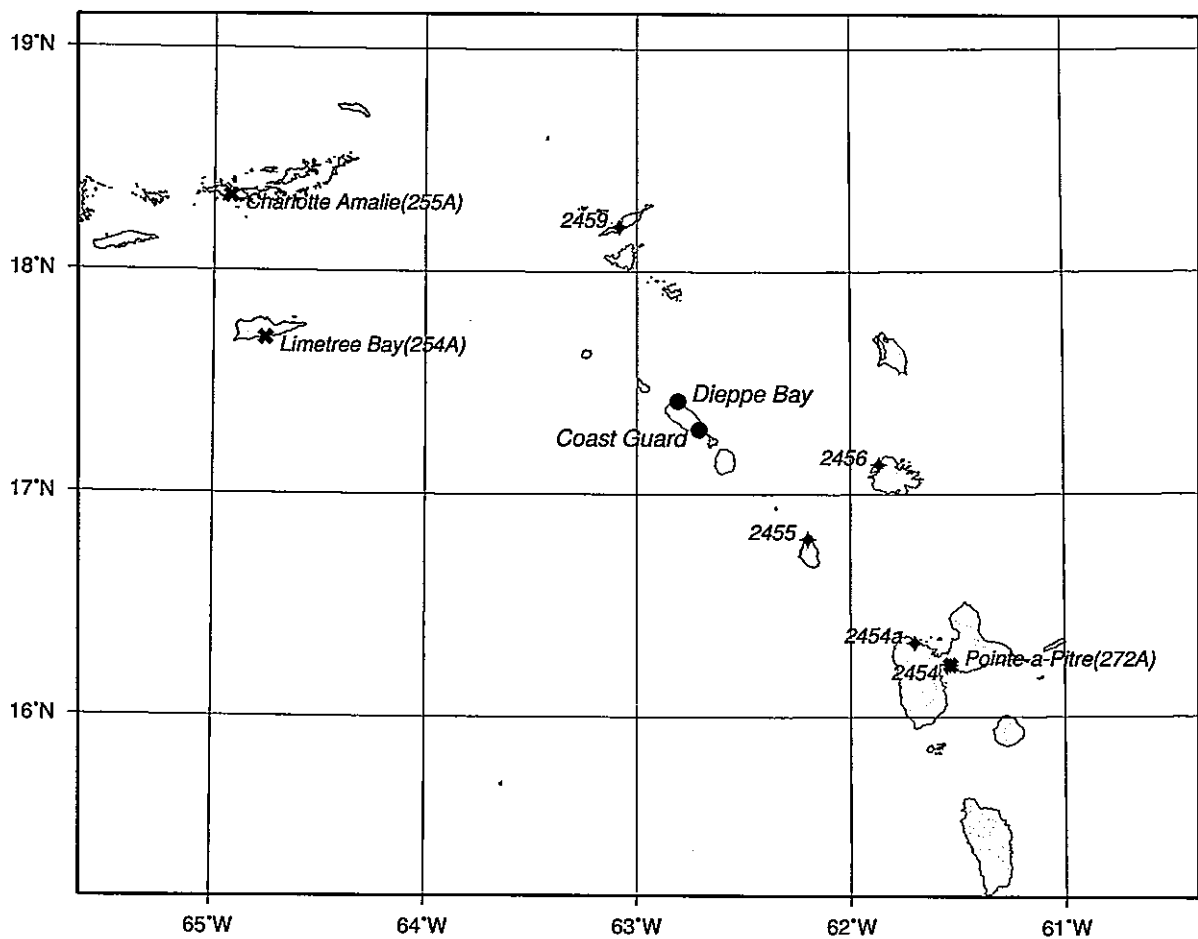 19°N
Charlotte Amalie(255A)
2459
18°N
Limetree Bay(254A)
Dieppe Bay
Coast Guard
2456
17°N
2455
2454a
Pointe-a-Pitre(272A)
2454
16°N
65°W
64°W
63°W
62°W
61°W